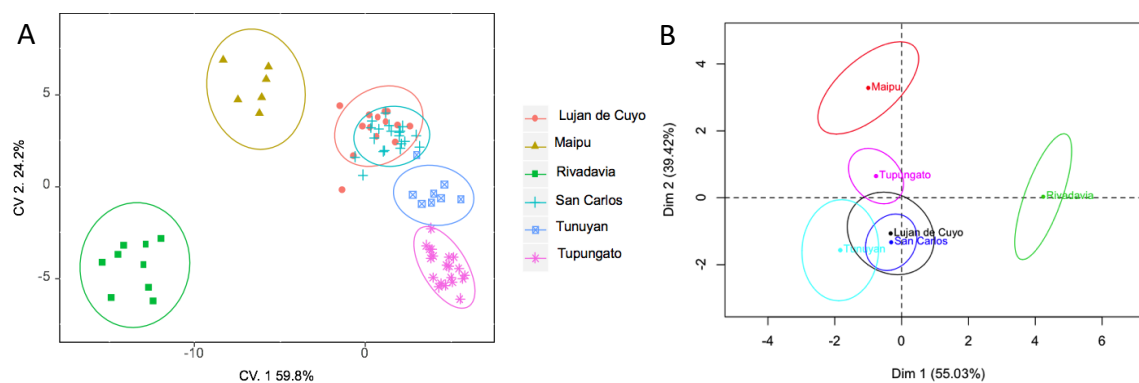 A
5
0
-5
CV 2. 24.2%
-10
0
CV. 1 59.8%
Lujan de Cuyo
Maipu
Rivadavia
San Carlos
Tunuyan
Tupungato
B
4
2
0
-2
Dim 2 (39.42%)
Maipu
Tupungato
Rivadavia
Lujan de Cuyo
San Carlos
Tunuyan
-4
-2
0
2
4
6
Dim 1 (55.03%)